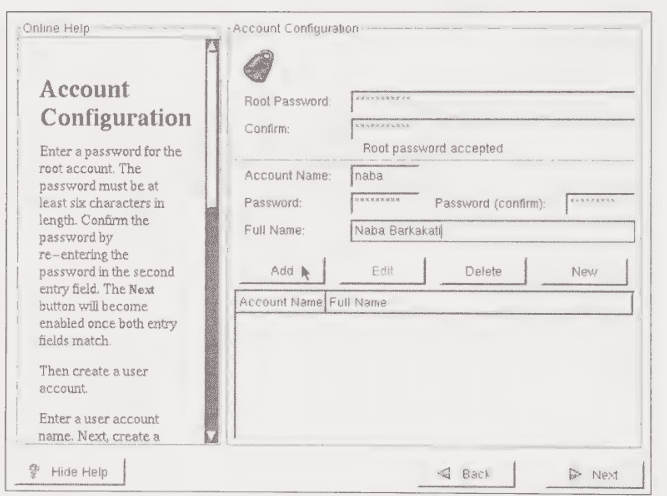 Online Help
Account
Configuration
Enter a password for the
root account. The
password must be at
least six characters in
length. Confirm the
password by
re-entering the
password in the second
entry field. The Next
button will become
enabled once both entry
fields match.
Then create a user
account.
Enter a user account
name. Next, create a
Account Configuration
Root Password: ***********
Confirm: ***********
Root password accepted
Account Name: naba
Password: ********* Password (confirm): *********
Full Name: Naba Barkakati
Add Edit Delete New
Account Name Full Name
Hide Help Back Next